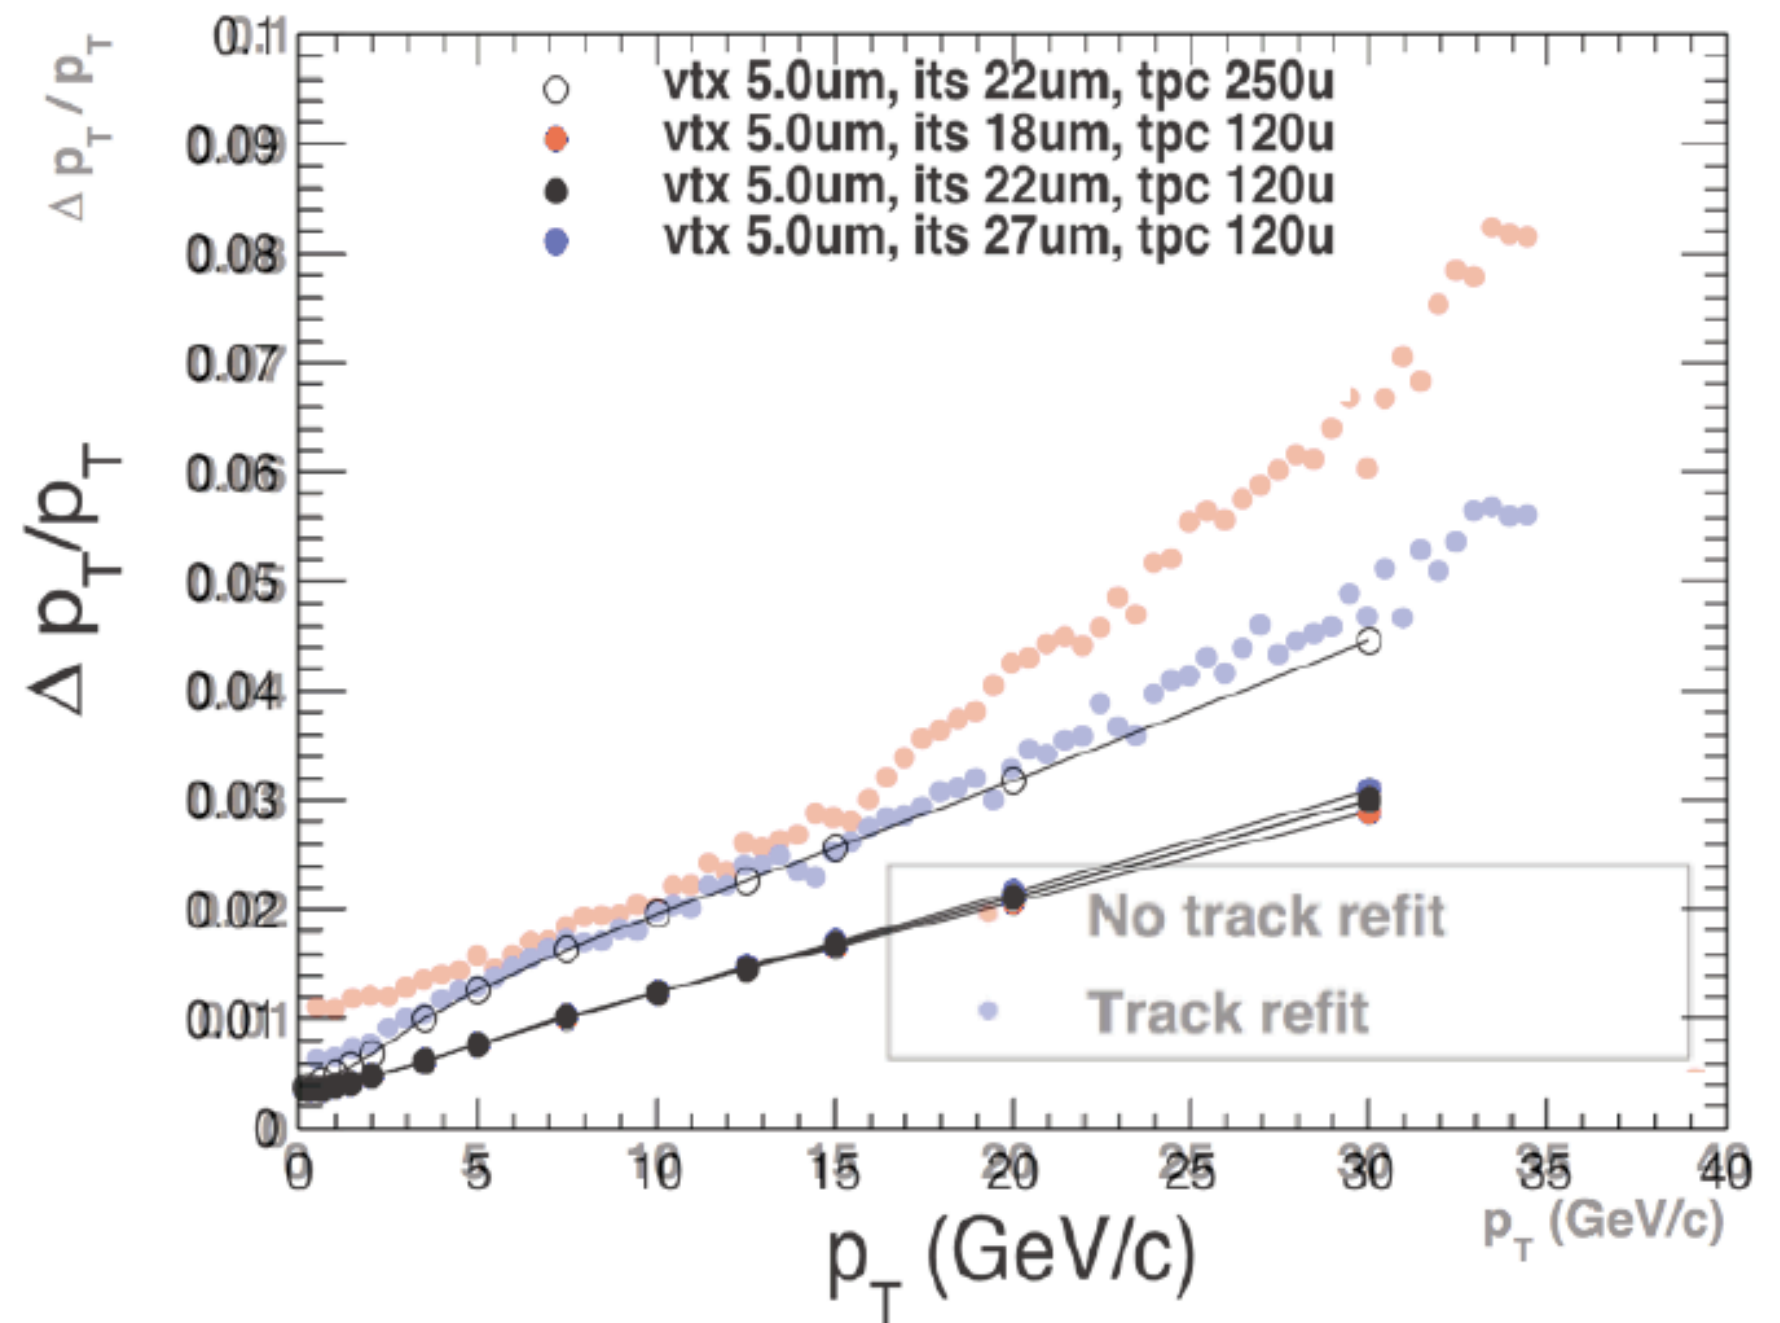 Δ p_T/p_T
Δ p_T/p_T
0.11
0.09
0.08
0.07
0.06
0.05
0.04
0.03
0.02
0.01
0
vtx 5.0um, its 22um, tpc 250u
vtx 5.0um, its 18um, tpc 120u
vtx 5.0um, its 22um, tpc 120u
vtx 5.0um, its 27um, tpc 120u
No track refit
Track refit
0 5 10 15 20 25 30 35 40
p_T (GeV/c)
p_T (GeV/c)